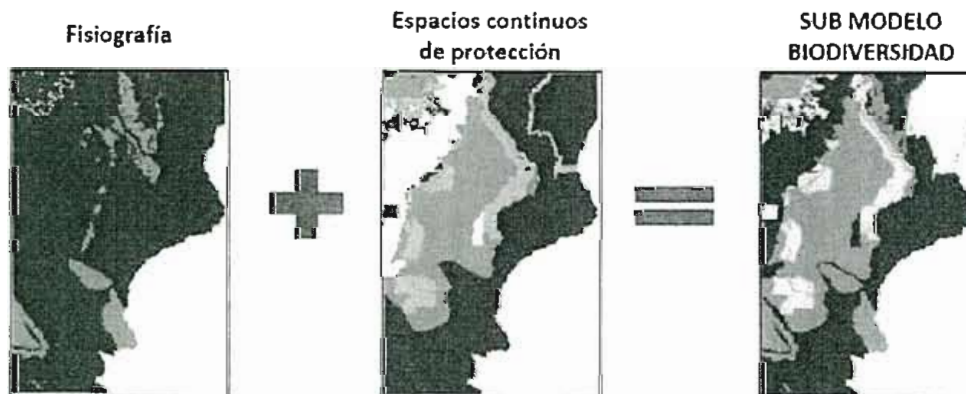 Fisiografía
Espacios continuos
de protección
SUB MODELO
BIODIVERSIDAD